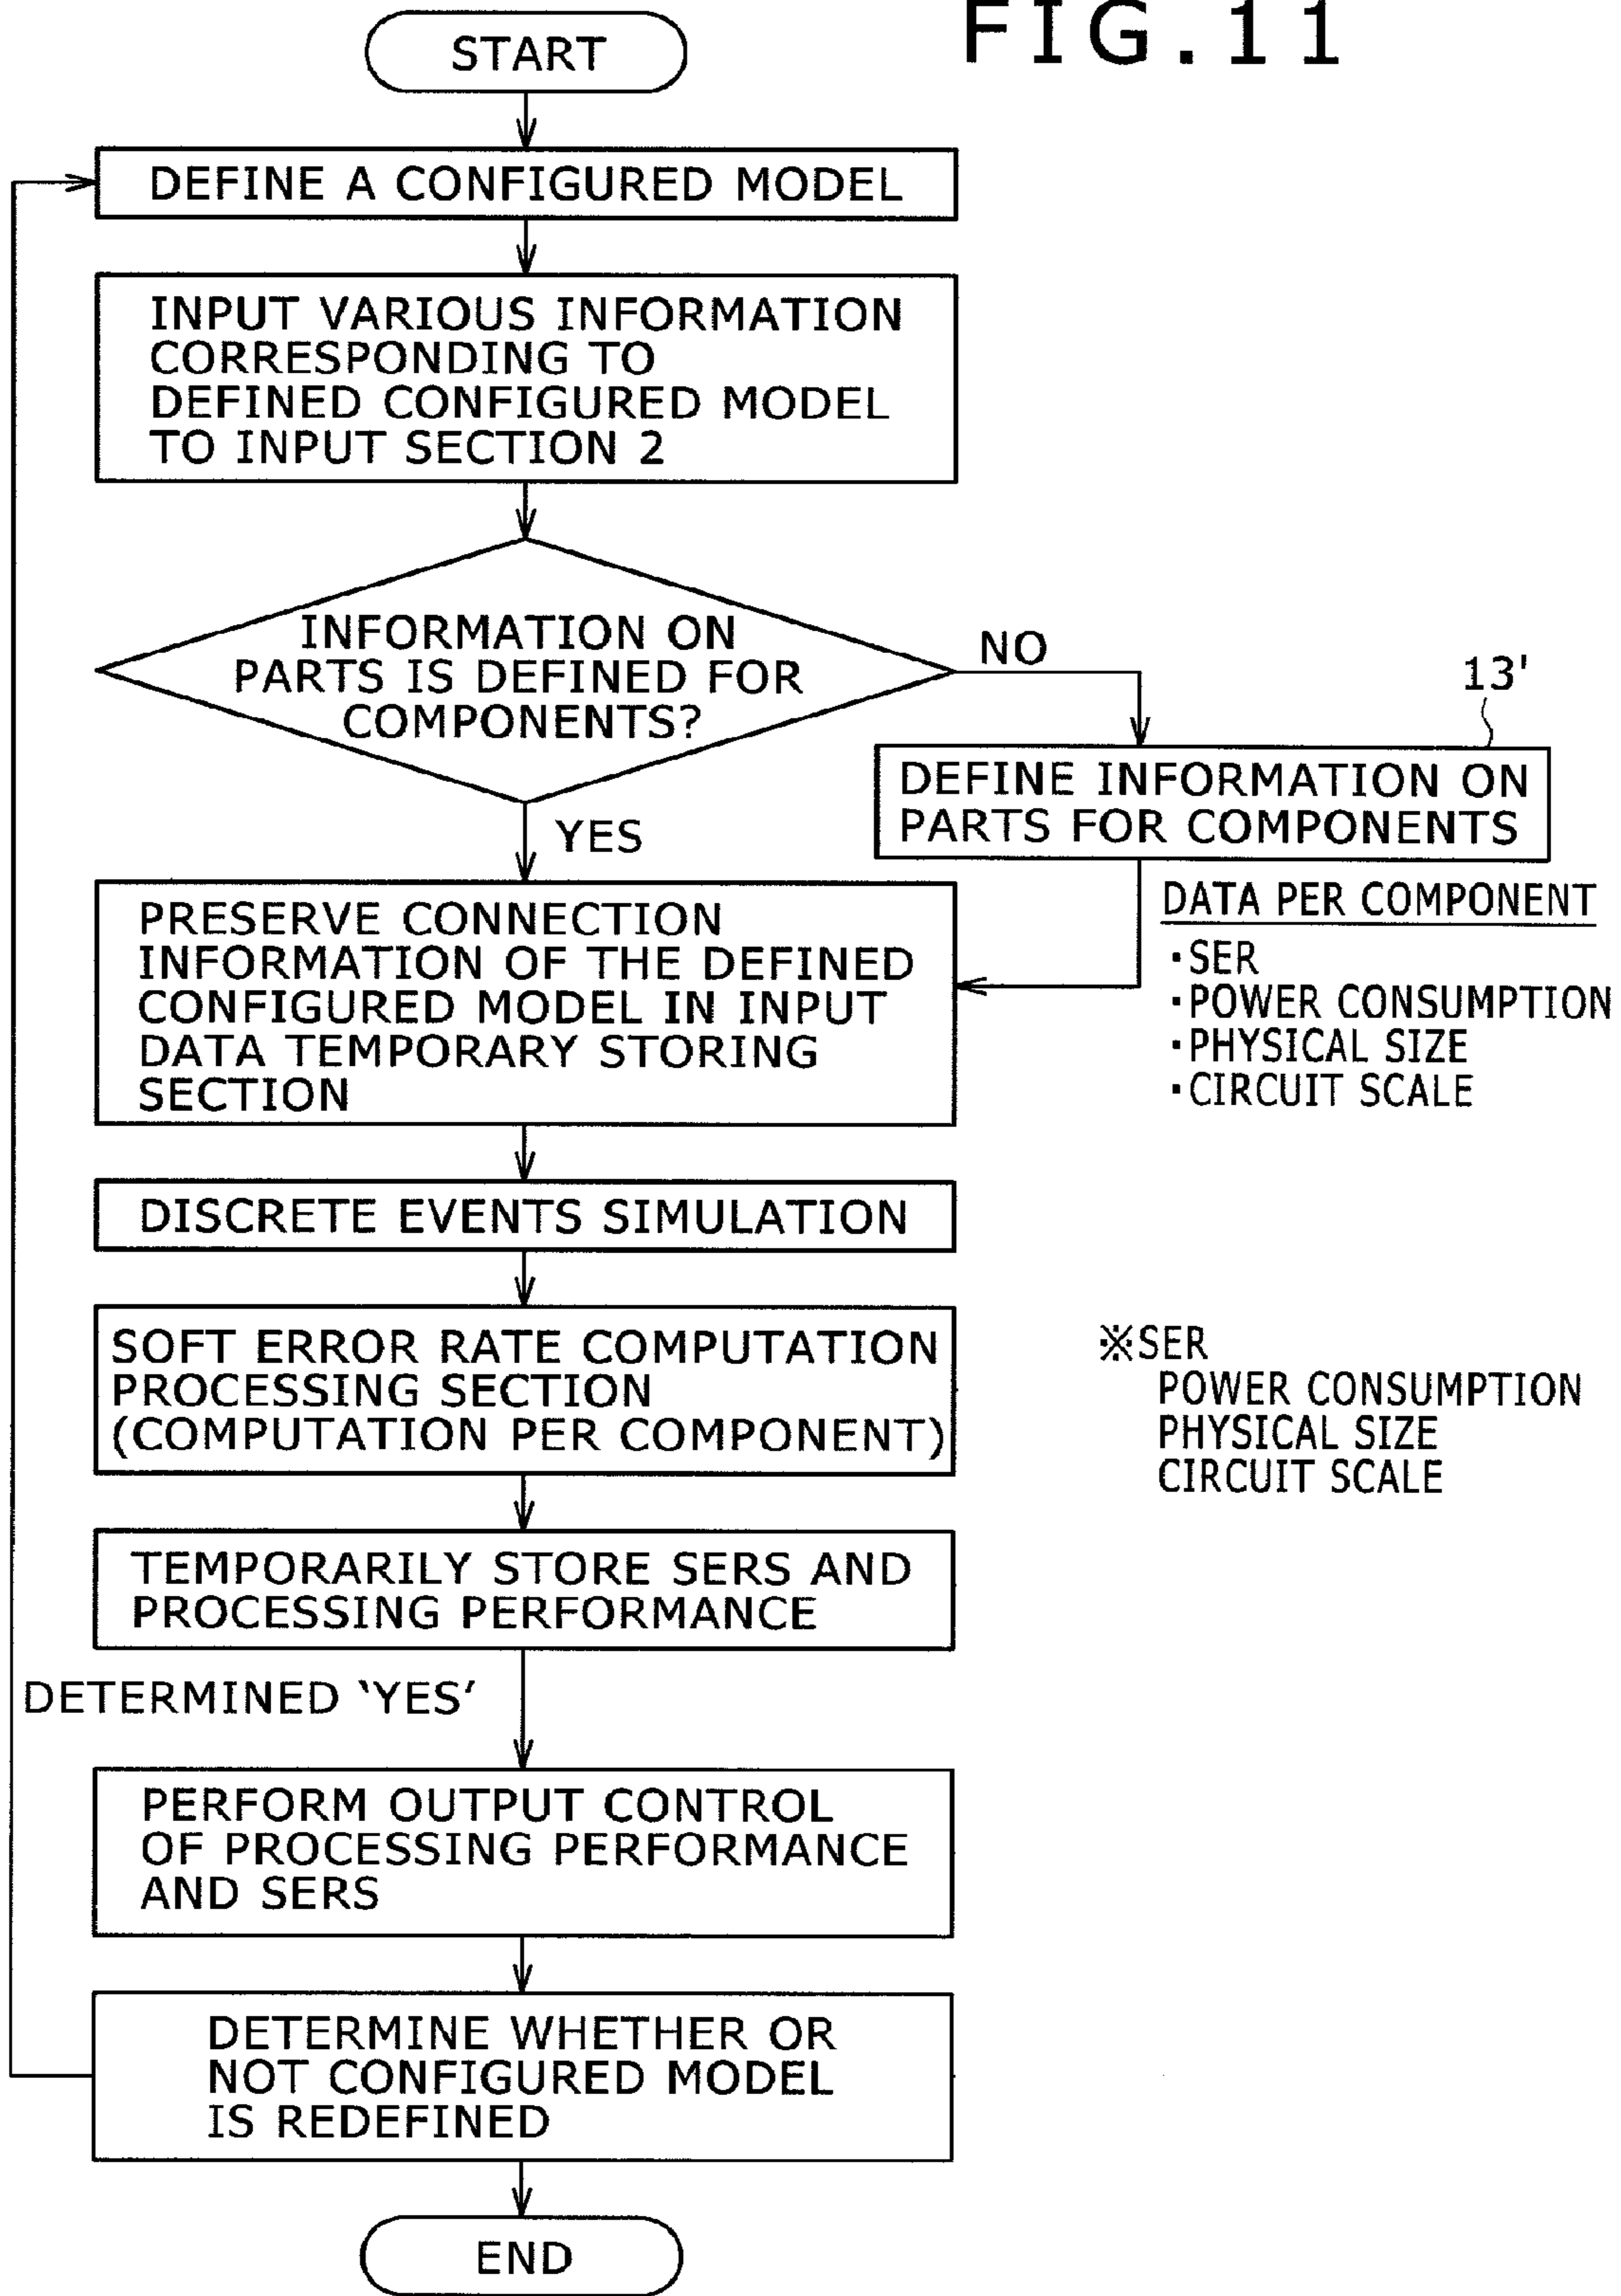 FIG.11
START
DEFINE A CONFIGURED MODEL
INPUT VARIOUS INFORMATION
CORRESPONDING TO
DEFINED CONFIGURED MODEL
TO INPUT SECTION 2
INFORMATION ON
PARTS IS DEFINED FOR
COMPONENTS?
NO
YES
13'
DEFINE INFORMATION ON
PARTS FOR COMPONENTS
DATA PER COMPONENT
・SER
・POWER CONSUMPTION
・PHYSICAL SIZE
・CIRCUIT SCALE
PRESERVE CONNECTION
INFORMATION OF THE DEFINED
CONFIGURED MODEL IN INPUT
DATA TEMPORARY STORING
SECTION
DISCRETE EVENTS SIMULATION
SOFT ERROR RATE COMPUTATION
PROCESSING SECTION
(COMPUTATION PER COMPONENT)
※SER
POWER CONSUMPTION
PHYSICAL SIZE
CIRCUIT SCALE
TEMPORARILY STORE SERS AND
PROCESSING PERFORMANCE
DETERMINED ‘YES’
PERFORM OUTPUT CONTROL
OF PROCESSING PERFORMANCE
AND SERS
DETERMINE WHETHER OR
NOT CONFIGURED MODEL
IS REDEFINED
END